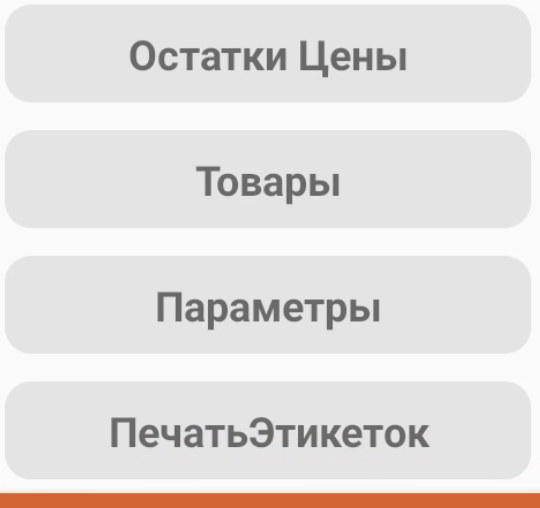 Остатки Цены
Товары
Параметры
ПечатьЭтикеток